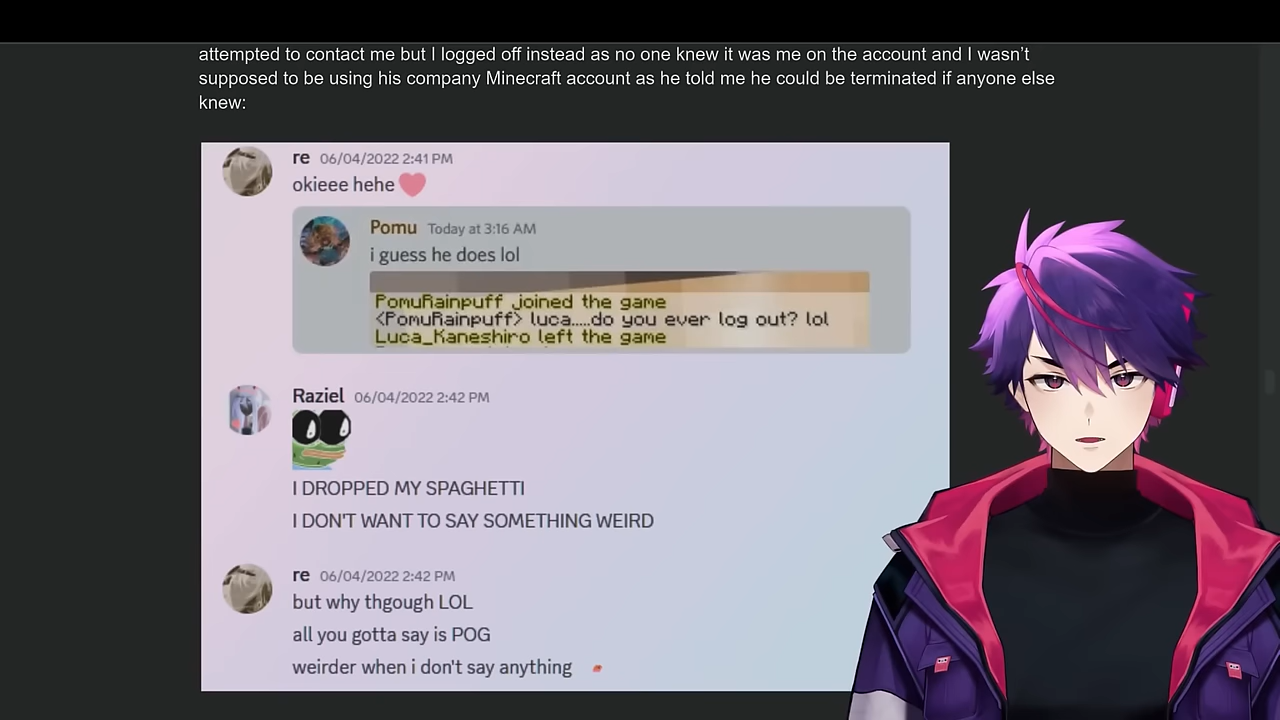 attempted to contact me but I logged off instead as no one knew it was me on the account and I wasn’t
supposed to be using his company Minecraft account as he told me he could be terminated if anyone else
knew:
re 06/04/2022 2:41 PM
okieee hehe
Pomu Today at 3:16 AM
i guess he does lol
PomuRainpuff joined the game
<PomuRainpuff> luca.....do you ever log out? lol
Luca_Kaneshiro left the game
Raziel 06/04/2022 2:42 PM
I DROPPED MY SPAGHETTI
I DON'T WANT TO SAY SOMETHING WEIRD
re 06/04/2022 2:42 PM
but why thgough LOL
all you gotta say is POG
weirder when i don't say anything